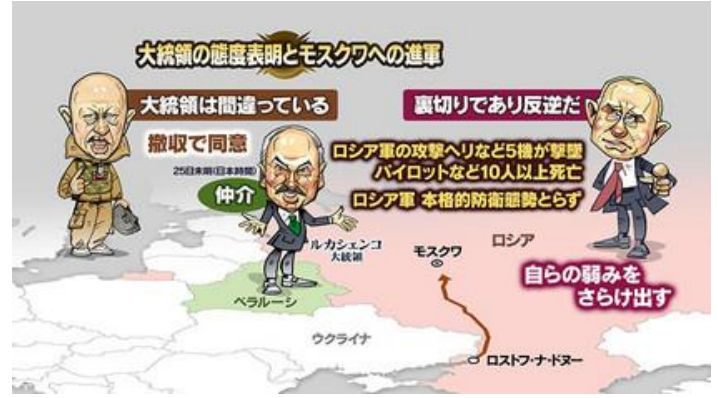 大統領の態度表明とモスクワへの進軍
大統領は間違っている
裏切りであり反逆だ
撤収で同意
25日未明(日本時間)
仲介
ロシア軍の攻撃ヘリなど5機が撃墜
パイロットなど10人以上死亡
ロシア軍 本格的防衛態勢とらず
ルカシェンコ
大統領
モスクワ
ロシア
自らの弱みを
さらけ出す
ベラルーシ
ウクライナ
ロストフ・ナ・ドヌー